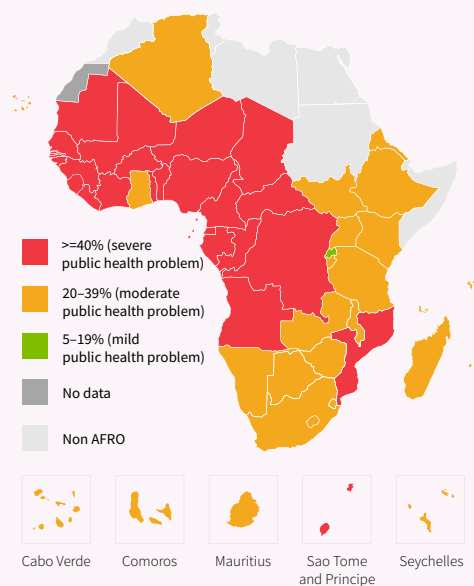 >=40% (severe
public health problem)
20–39% (moderate
public health problem)
5–19% (mild
public health problem)
No data
Non AFRO
Cabo Verde
Comoros
Mauritius
Sao Tome
and Principe
Seychelles